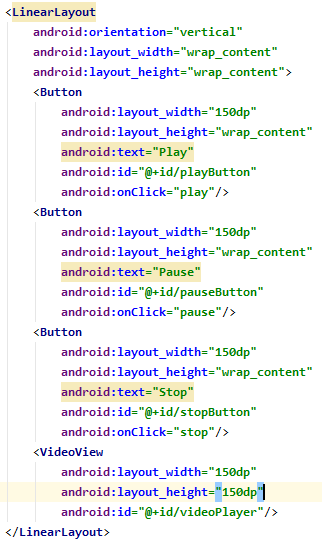 <LinearLayout
android:orientation="vertical"
android:layout_width="wrap_content"
android:layout_height="wrap_content">
<Button
android:layout_width="150dp"
android:layout_height="wrap_content"
android:text="Play"
android:id="@+id/playButton"
android:onClick="play"/>
<Button
android:layout_width="150dp"
android:layout_height="wrap_content"
android:text="Pause"
android:id="@+id/pauseButton"
android:onClick="pause"/>
<Button
android:layout_width="150dp"
android:layout_height="wrap_content"
android:text="Stop"
android:id="@+id/stopButton"
android:onClick="stop"/>
<VideoView
android:layout_width="150dp"
android:layout_height="150dp"
android:id="@+id/videoPlayer"/>
</LinearLayout>